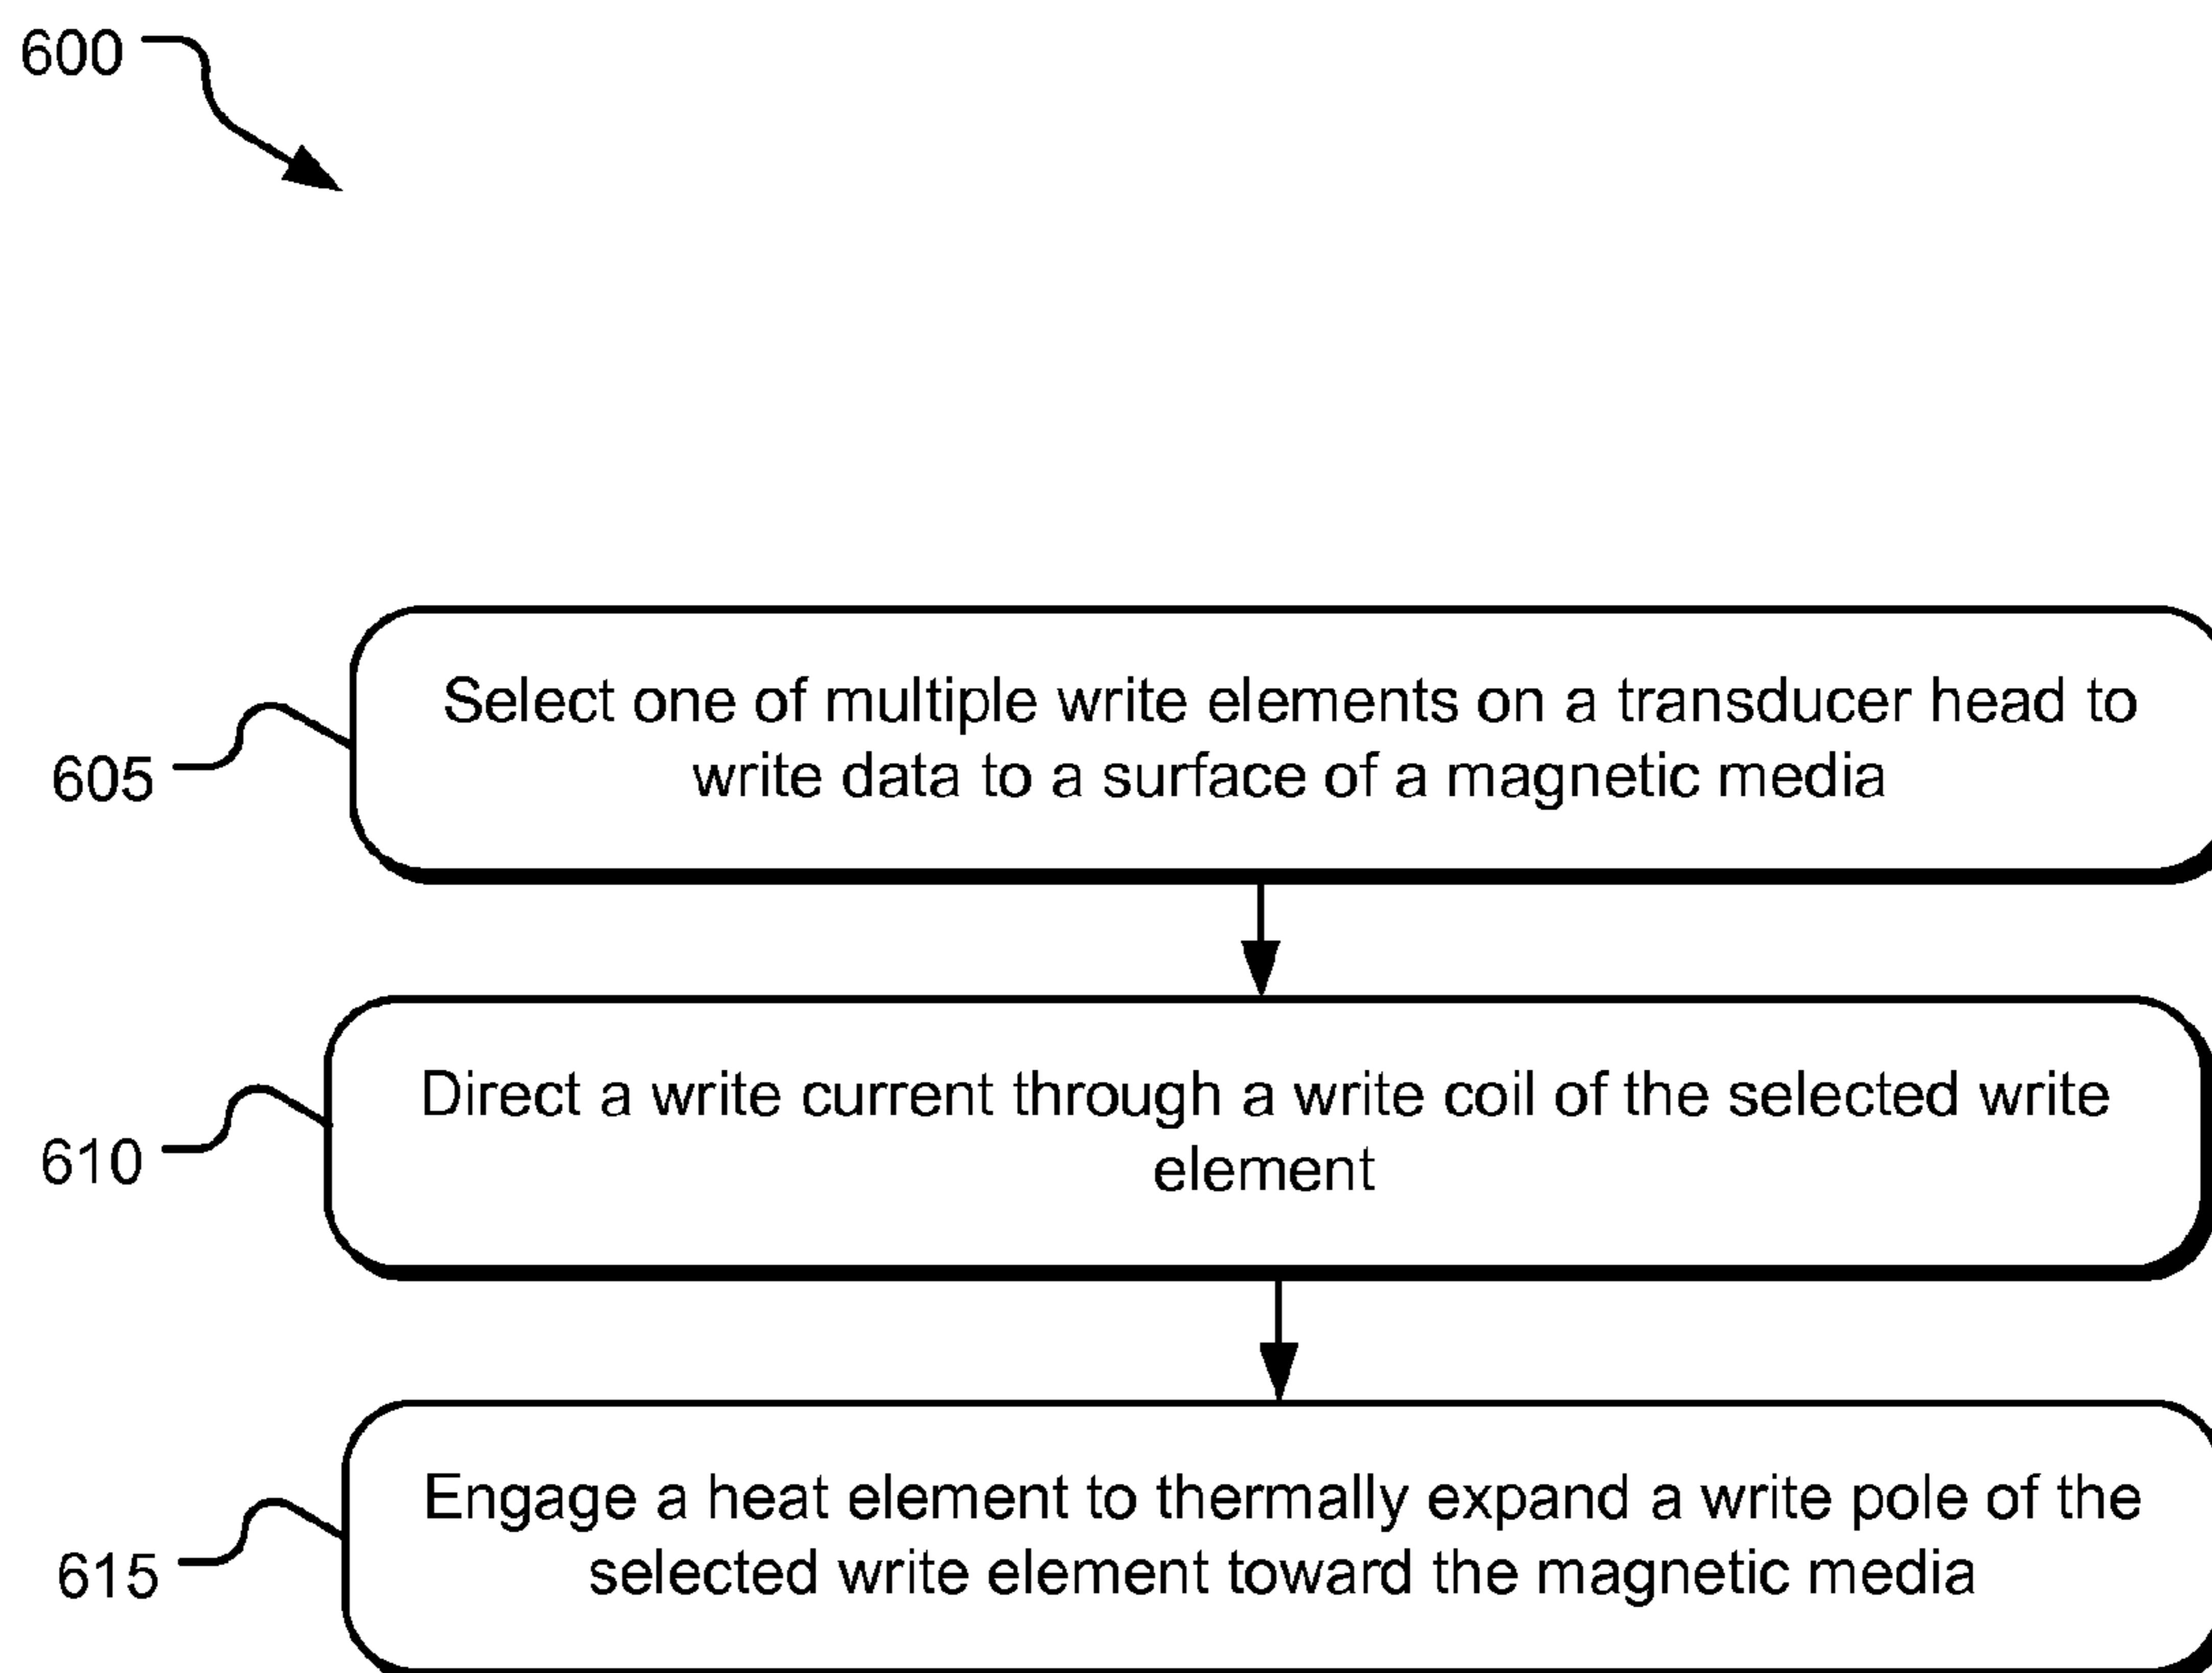 600
Select one of multiple write elements on a transducer head to
write data to a surface of a magnetic media
605
Direct a write current through a write coil of the selected write
element
610
Engage a heat element to thermally expand a write pole of the
selected write element toward the magnetic media
615